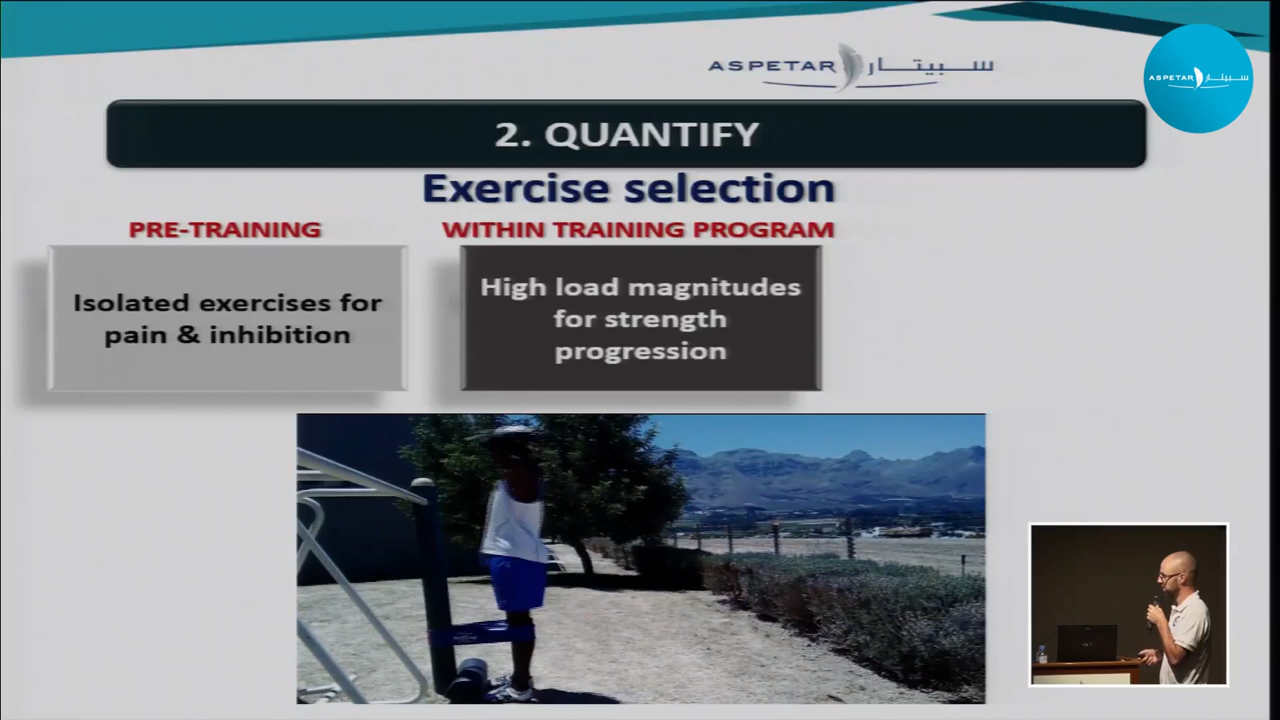 ASPETAR سبيتار
ASPETAR سبيتار
2. QUANTIFY
Exercise selection
PRE-TRAINING
WITHIN TRAINING PROGRAM
Isolated exercises for
pain & inhibition
High load magnitudes
for strength
progression